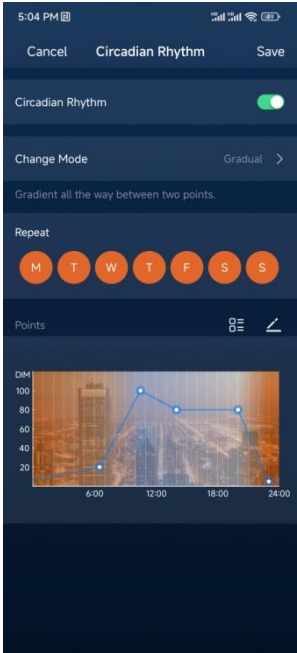 5:04 PM
Cancel
Circadian Rhythm
Save
Circadian Rhythm
Change Mode
Gradual
Gradient all the way between two points.
Repeat
M T W T F S S
Points
DIM
100
80
60
40
20
6:00 12:00 18:00 24:00